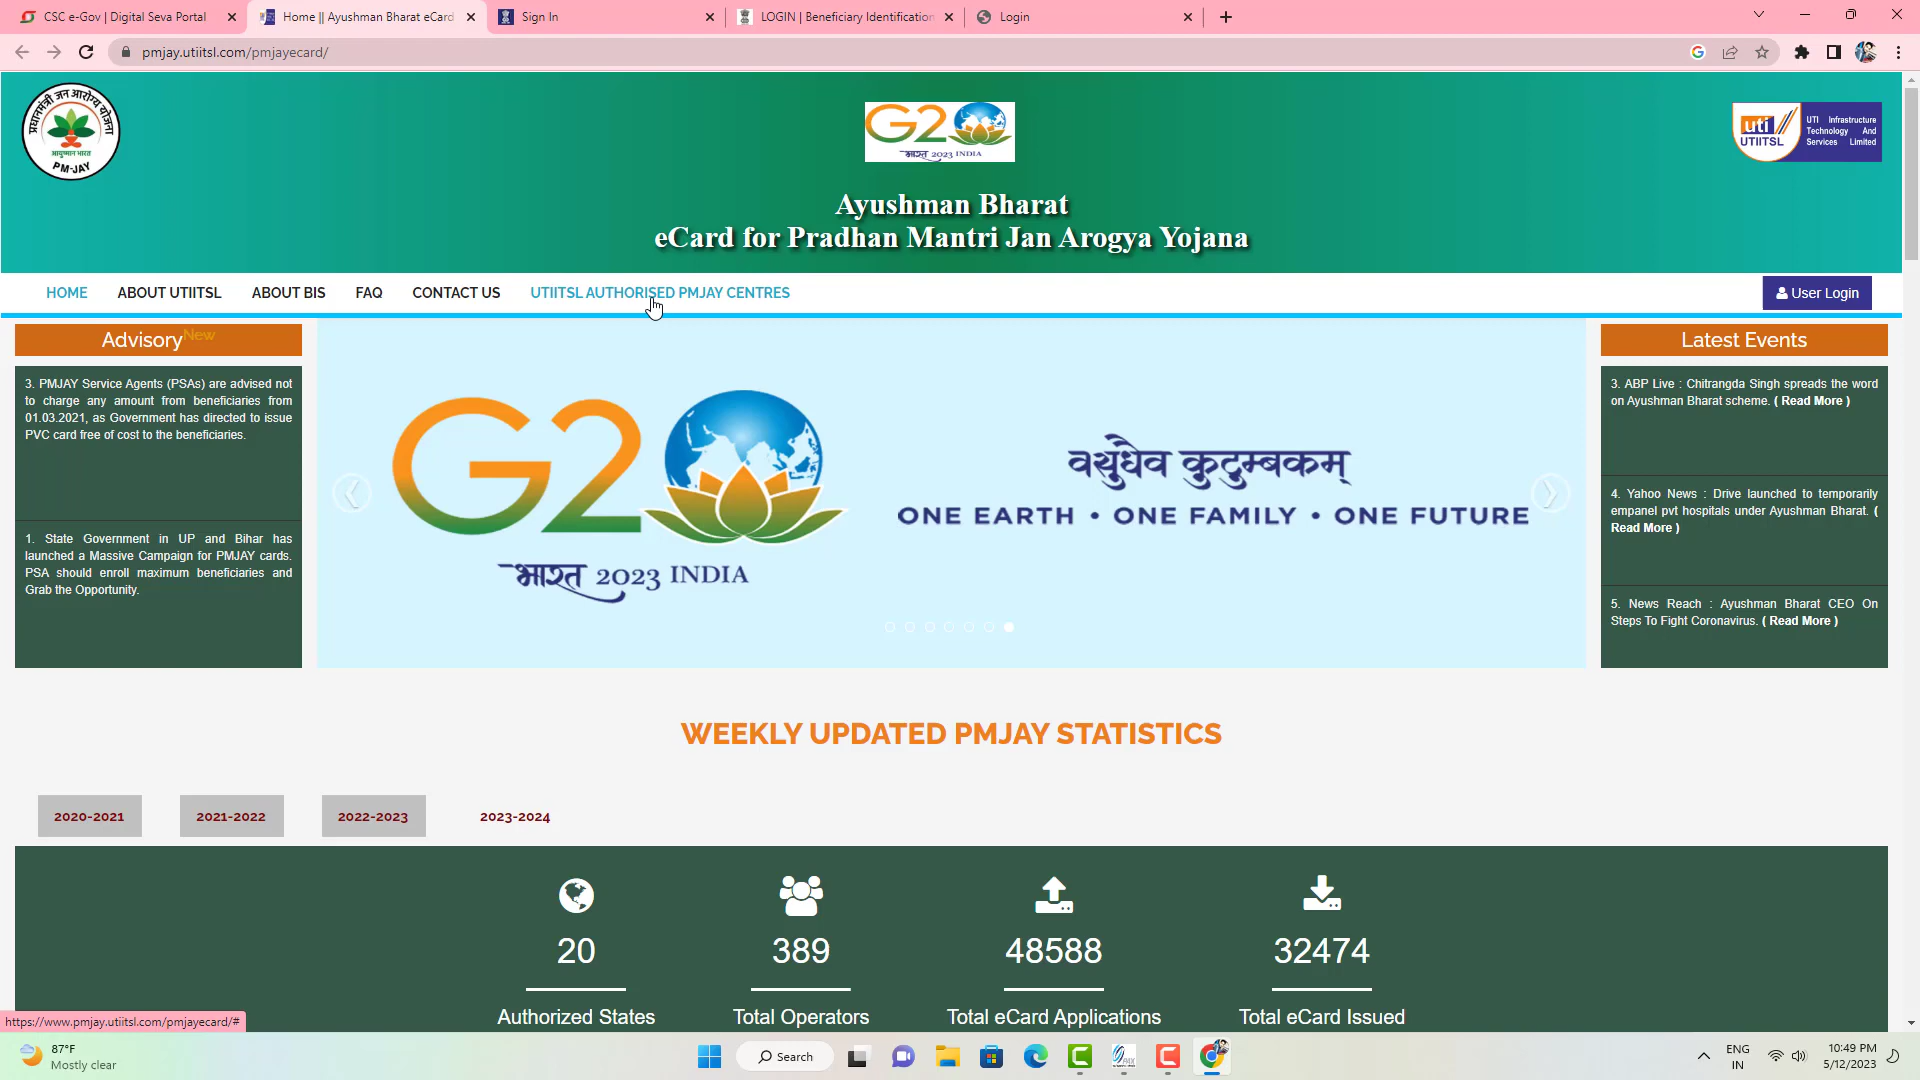 CSC e-Gov | Digital Seva Portal
Home || Ayushman Bharat eCard
Sign In
LOGIN | Beneficiary Identification
Login
pmjay.utiitsl.com/pmjayecard/
प्रधानमंत्री जन आरोग्य योजना
आयुष्मान भारत
PM-JAY
G20
भारत 2023 INDIA
uti
UTIITSL
UTI Infrastructure
Technology And
Services Limited
Ayushman Bharat
eCard for Pradhan Mantri Jan Arogya Yojana
HOME
ABOUT UTIITSL
ABOUT BIS
FAQ
CONTACT US
UTIITSL AUTHORISED PMJAY CENTRES
User Login
Advisory New
3. PMJAY Service Agents (PSAs) are advised not
to charge any amount from beneficiaries from
01.03.2021, as Government has directed to issue
PVC card free of cost to the beneficiaries.
1. State Government in UP and Bihar has
launched a Massive Campaign for PMJAY cards.
PSA should enroll maximum beneficiaries and
Grab the Opportunity.
G20
भारत 2023 INDIA
वसुधैव कुटुम्बकम्
ONE EARTH • ONE FAMILY • ONE FUTURE
Latest Events
3. ABP Live : Chitrangda Singh spreads the word
on Ayushman Bharat scheme. ( Read More )
4. Yahoo News : Drive launched to temporarily
empanel pvt hospitals under Ayushman Bharat. (
Read More )
5. News Reach : Ayushman Bharat CEO On
Steps To Fight Coronavirus. ( Read More )
WEEKLY UPDATED PMJAY STATISTICS
2020-2021
2021-2022
2022-2023
2023-2024
20
389
48588
32474
Authorized States
Total Operators
Total eCard Applications
Total eCard Issued
https://www.pmjay.utiitsl.com/pmjayecard/#
87°F
Mostly clear
Search
ENG
IN
10:49 PM
5/12/2023